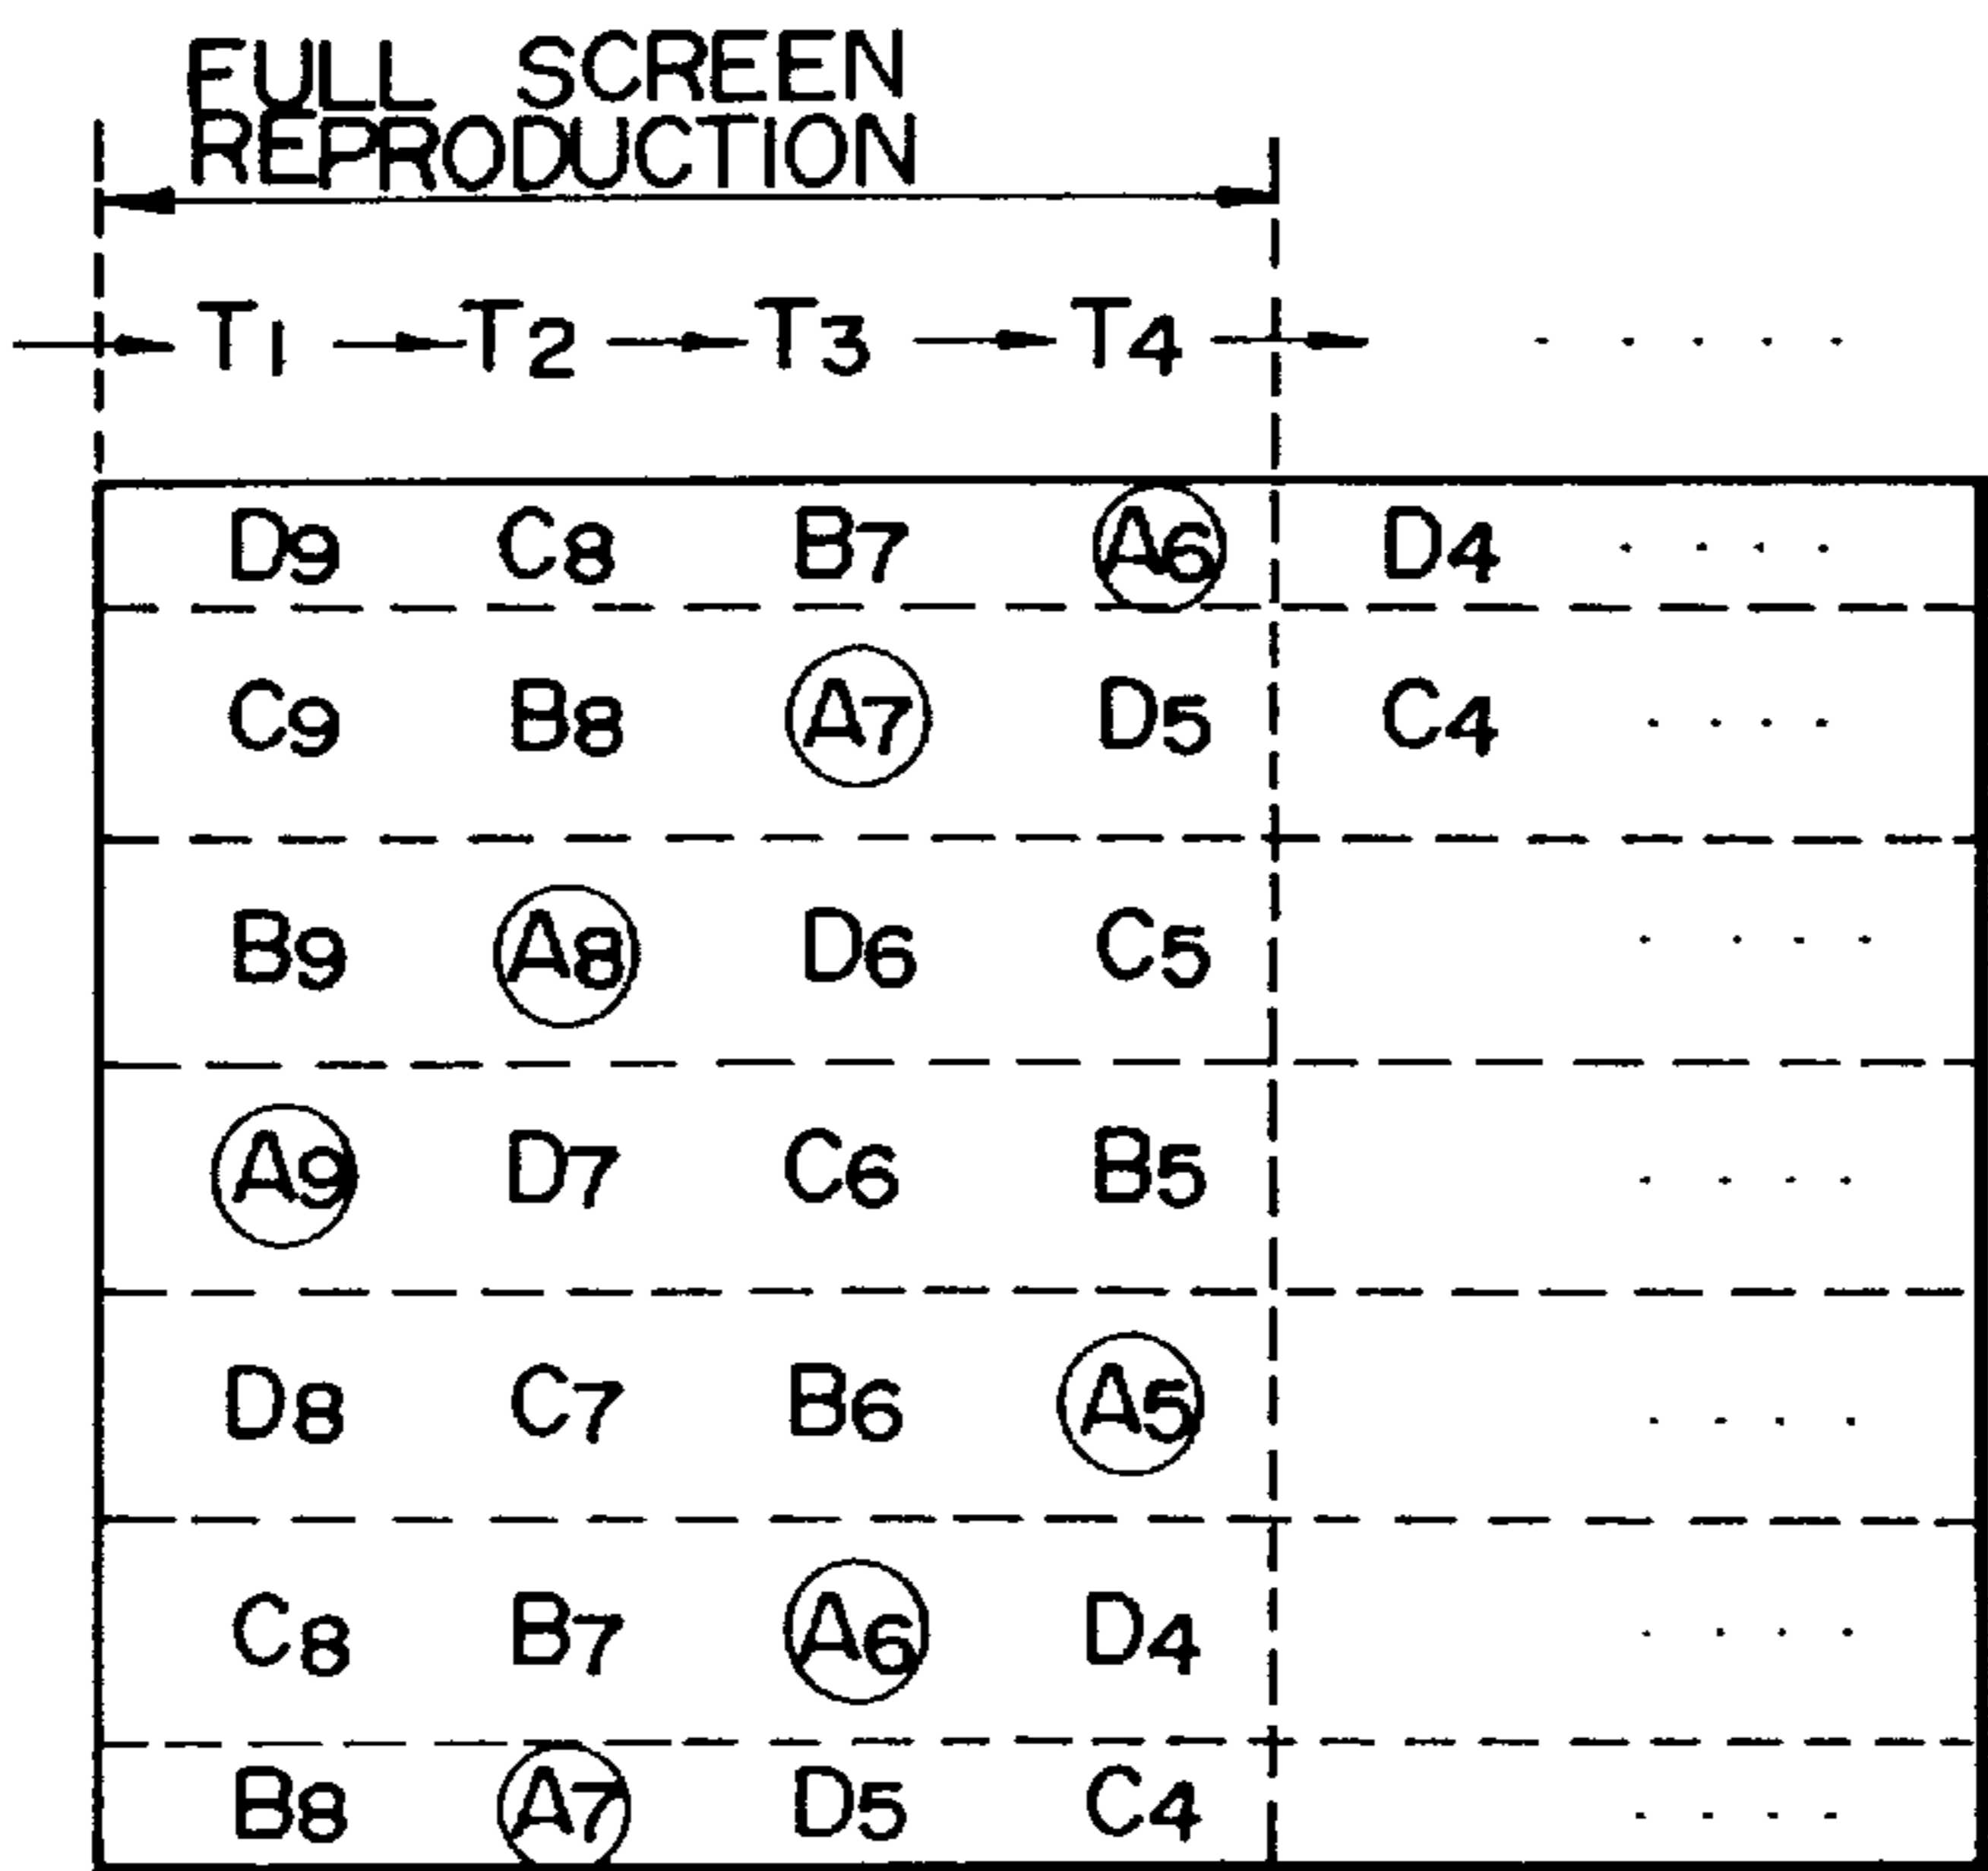 FULL SCREEN
REPRODUCTION
T1 T2 T3 T4 . . . . .
D9 C8 B7 A6 D4 . . . .
C9 B8 A7 D5 C4 . . . .
B9 A8 D6 C5 . . . .
A9 D7 C6 B5 . . . .
D8 C7 B6 A5 . . . .
C8 B7 A6 D4 . . . .
B8 A7 D5 C4 . . . .